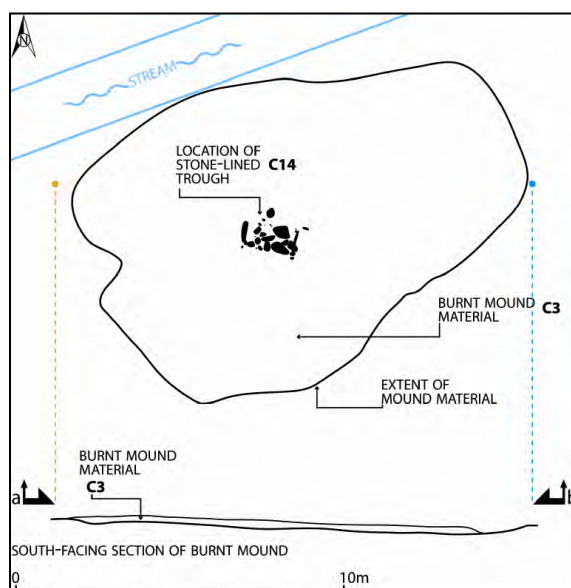 N
STREAM
LOCATION OF
STONE-LINED C14
TROUGH
BURNT MOUND C3
MATERIAL
EXTENT OF
MOUND MATERIAL
BURNT MOUND
MATERIAL
C3
a
b
SOUTH-FACING SECTION OF BURNT MOUND
0
10m